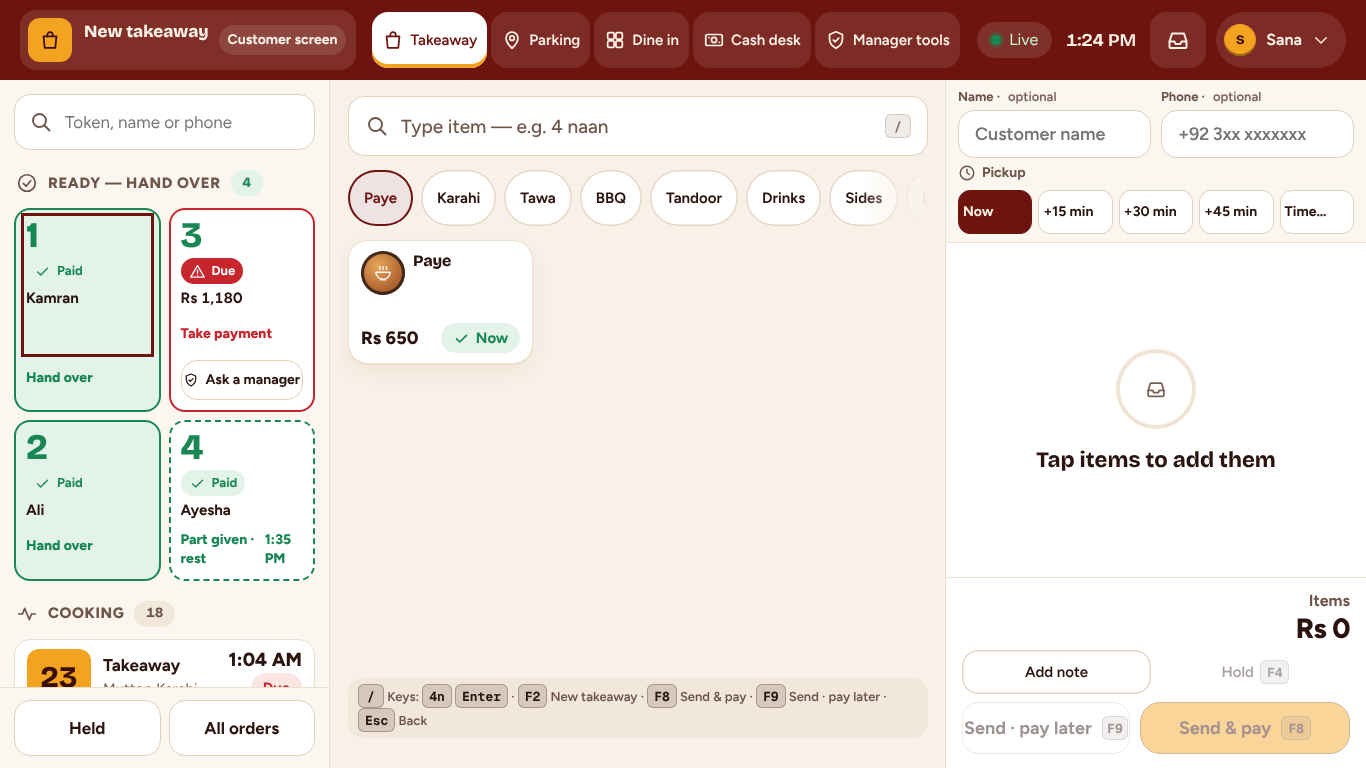 New takeaway
Customer screen
Takeaway
Parking
Dine in
Cash desk
Manager tools
Live
1:24 PM
S
Sana
Token, name or phone
READY — HAND OVER 4
1
Paid
Kamran
Hand over
3
Due
Rs 1,180
Take payment
Ask a manager
2
Paid
Ali
Hand over
4
Paid
Ayesha
Part given · rest
1:35 PM
COOKING 18
23
Takeaway
1:04 AM
Mutton Karahi
Due
Held
All orders
Type item — e.g. 4 naan
/
Paye
Karahi
Tawa
BBQ
Tandoor
Drinks
Sides
Paye
Rs 650
Now
/ Keys: 4n Enter · F2 New takeaway · F8 Send & pay · F9 Send · pay later ·
Esc Back
Name · optional
Customer name
Phone · optional
+92 3xx xxxxxxx
Pickup
Now
+15 min
+30 min
+45 min
Time...
Tap items to add them
Items
Rs 0
Add note
Hold F4
Send · pay later F9
Send & pay F8